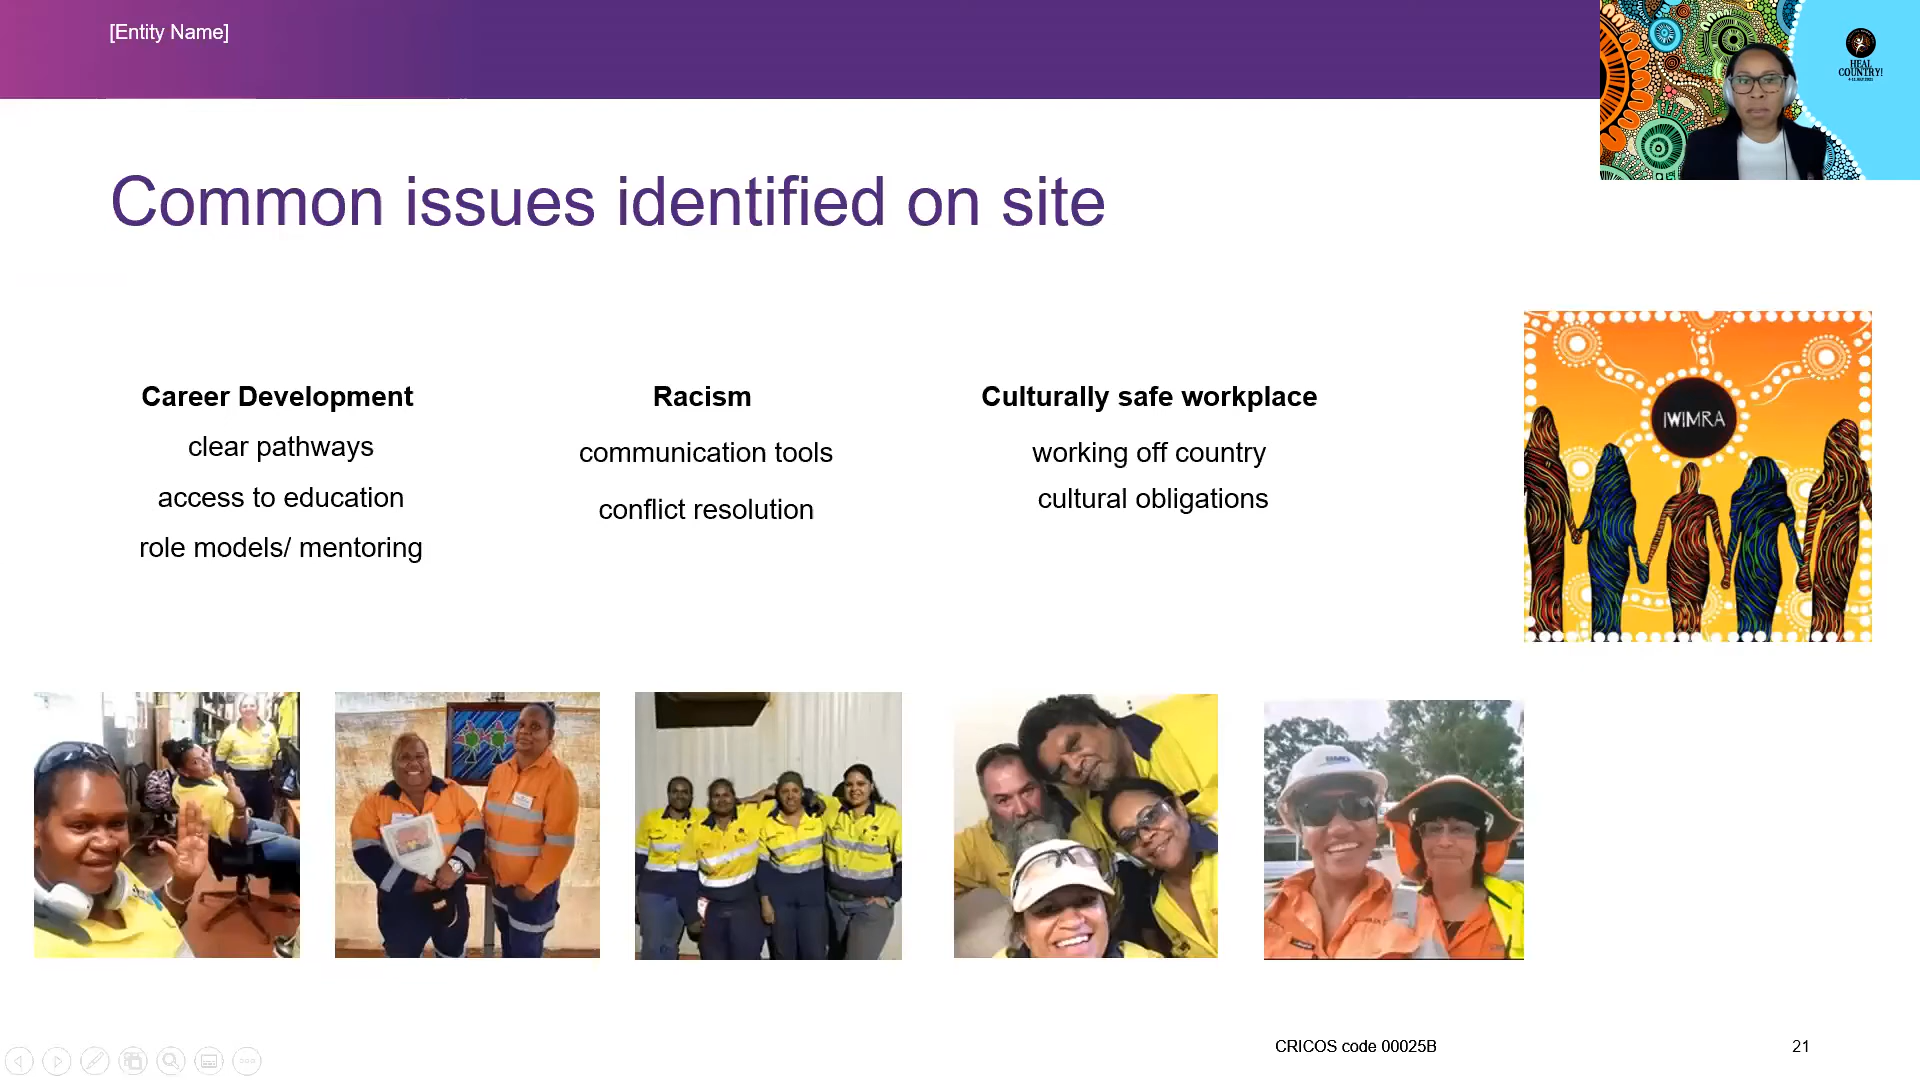 [Entity Name]
HEAL
COUNTRY!
Common issues identified on site
Career Development
clear pathways
access to education
role models/ mentoring
Racism
communication tools
conflict resolution
Culturally safe workplace
working off country
cultural obligations
IWIMRA
BMD
CRICOS code 00025B
21